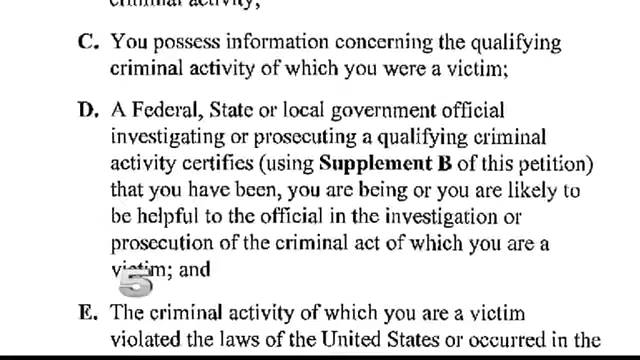 criminal activity;
C. You possess information concerning the qualifying
criminal activity of which you were a victim;
D. A Federal, State or local government official
investigating or prosecuting a qualifying criminal
activity certifies (using Supplement B of this petition)
that you have been, you are being or you are likely to
be helpful to the official in the investigation or
prosecution of the criminal act of which you are a
victim; and
5
E. The criminal activity of which you are a victim
violated the laws of the United States or occurred in the